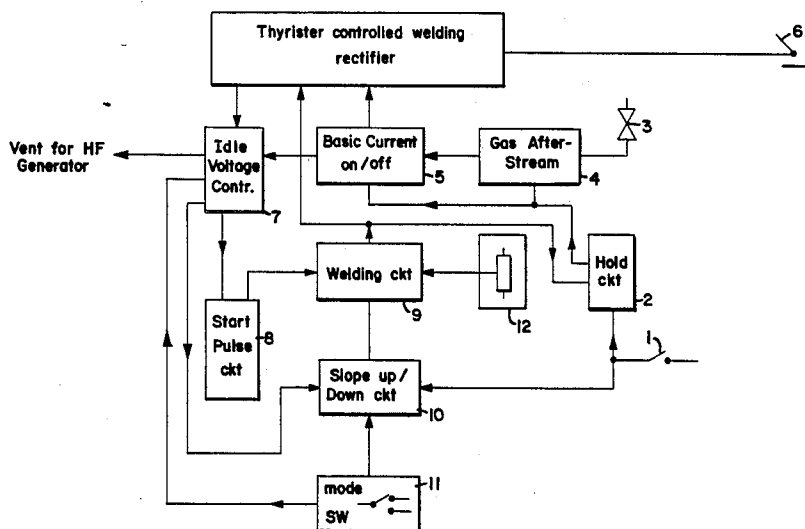 Thyrister controlled welding
rectifier
6
Vent for HF
Generator
Idle
Voltage
Contr.
7
Basic Current
on/off
5
Gas After-
Stream
4
3
Welding ckt
9
12
Hold
ckt
2
Start
Pulse
ckt
8
1
Slope up/
Down ckt
10
mode
SW
11